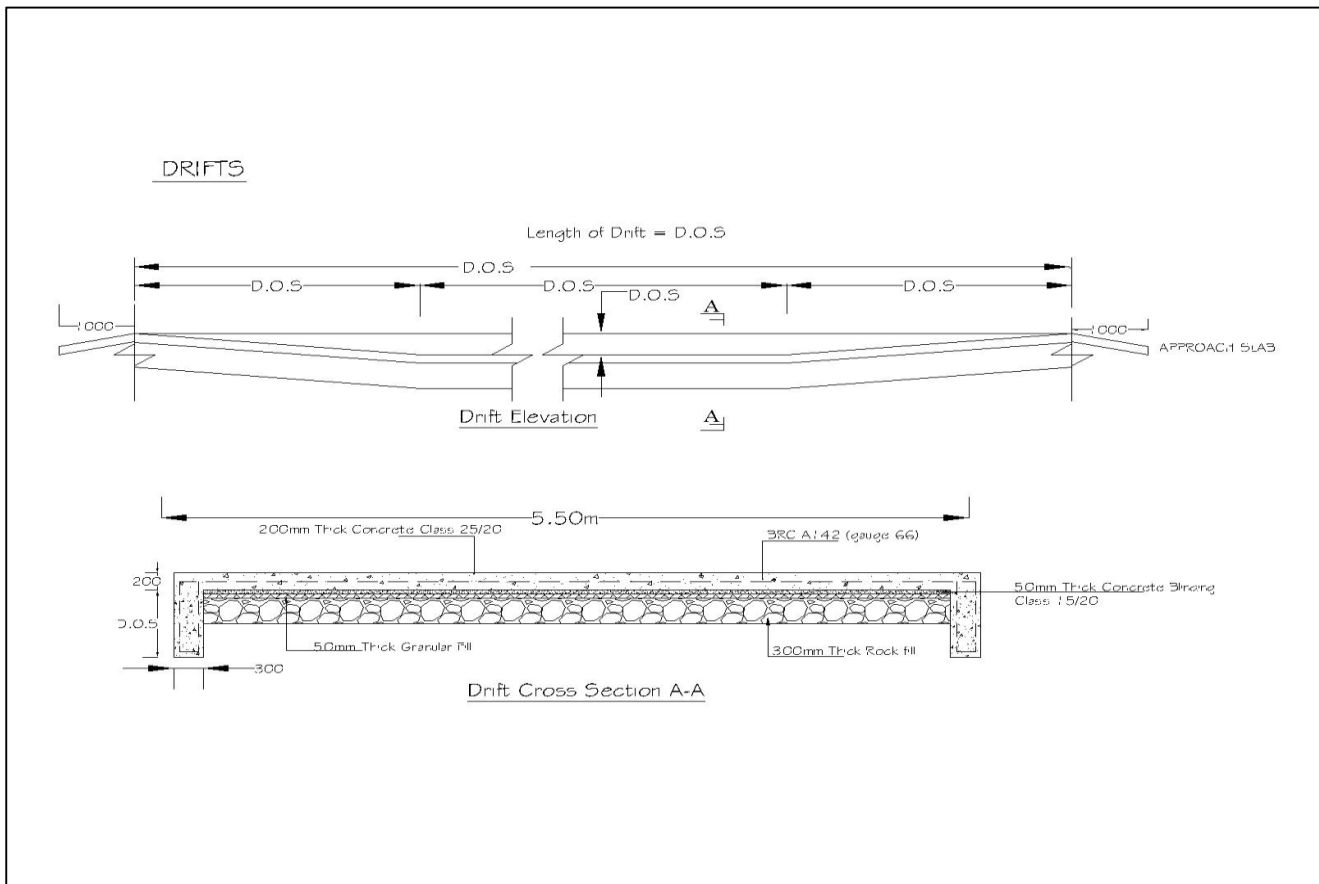 DRIFTS
Length of Drift = D.O.S
D.O.S
D.O.S
D.O.S
D.O.S
D.O.S
A
1000
1000
APPROACH SLAB
Drift Elevation
A
5.50m
200mm Thick Concrete Class 25/20
BRC A142 (gauge 66)
200
50mm Thick Concrete Blinding
Class 15/20
D.O.S
50mm Thick Granular Fill
300mm Thick Rock fill
300
Drift Cross Section A-A